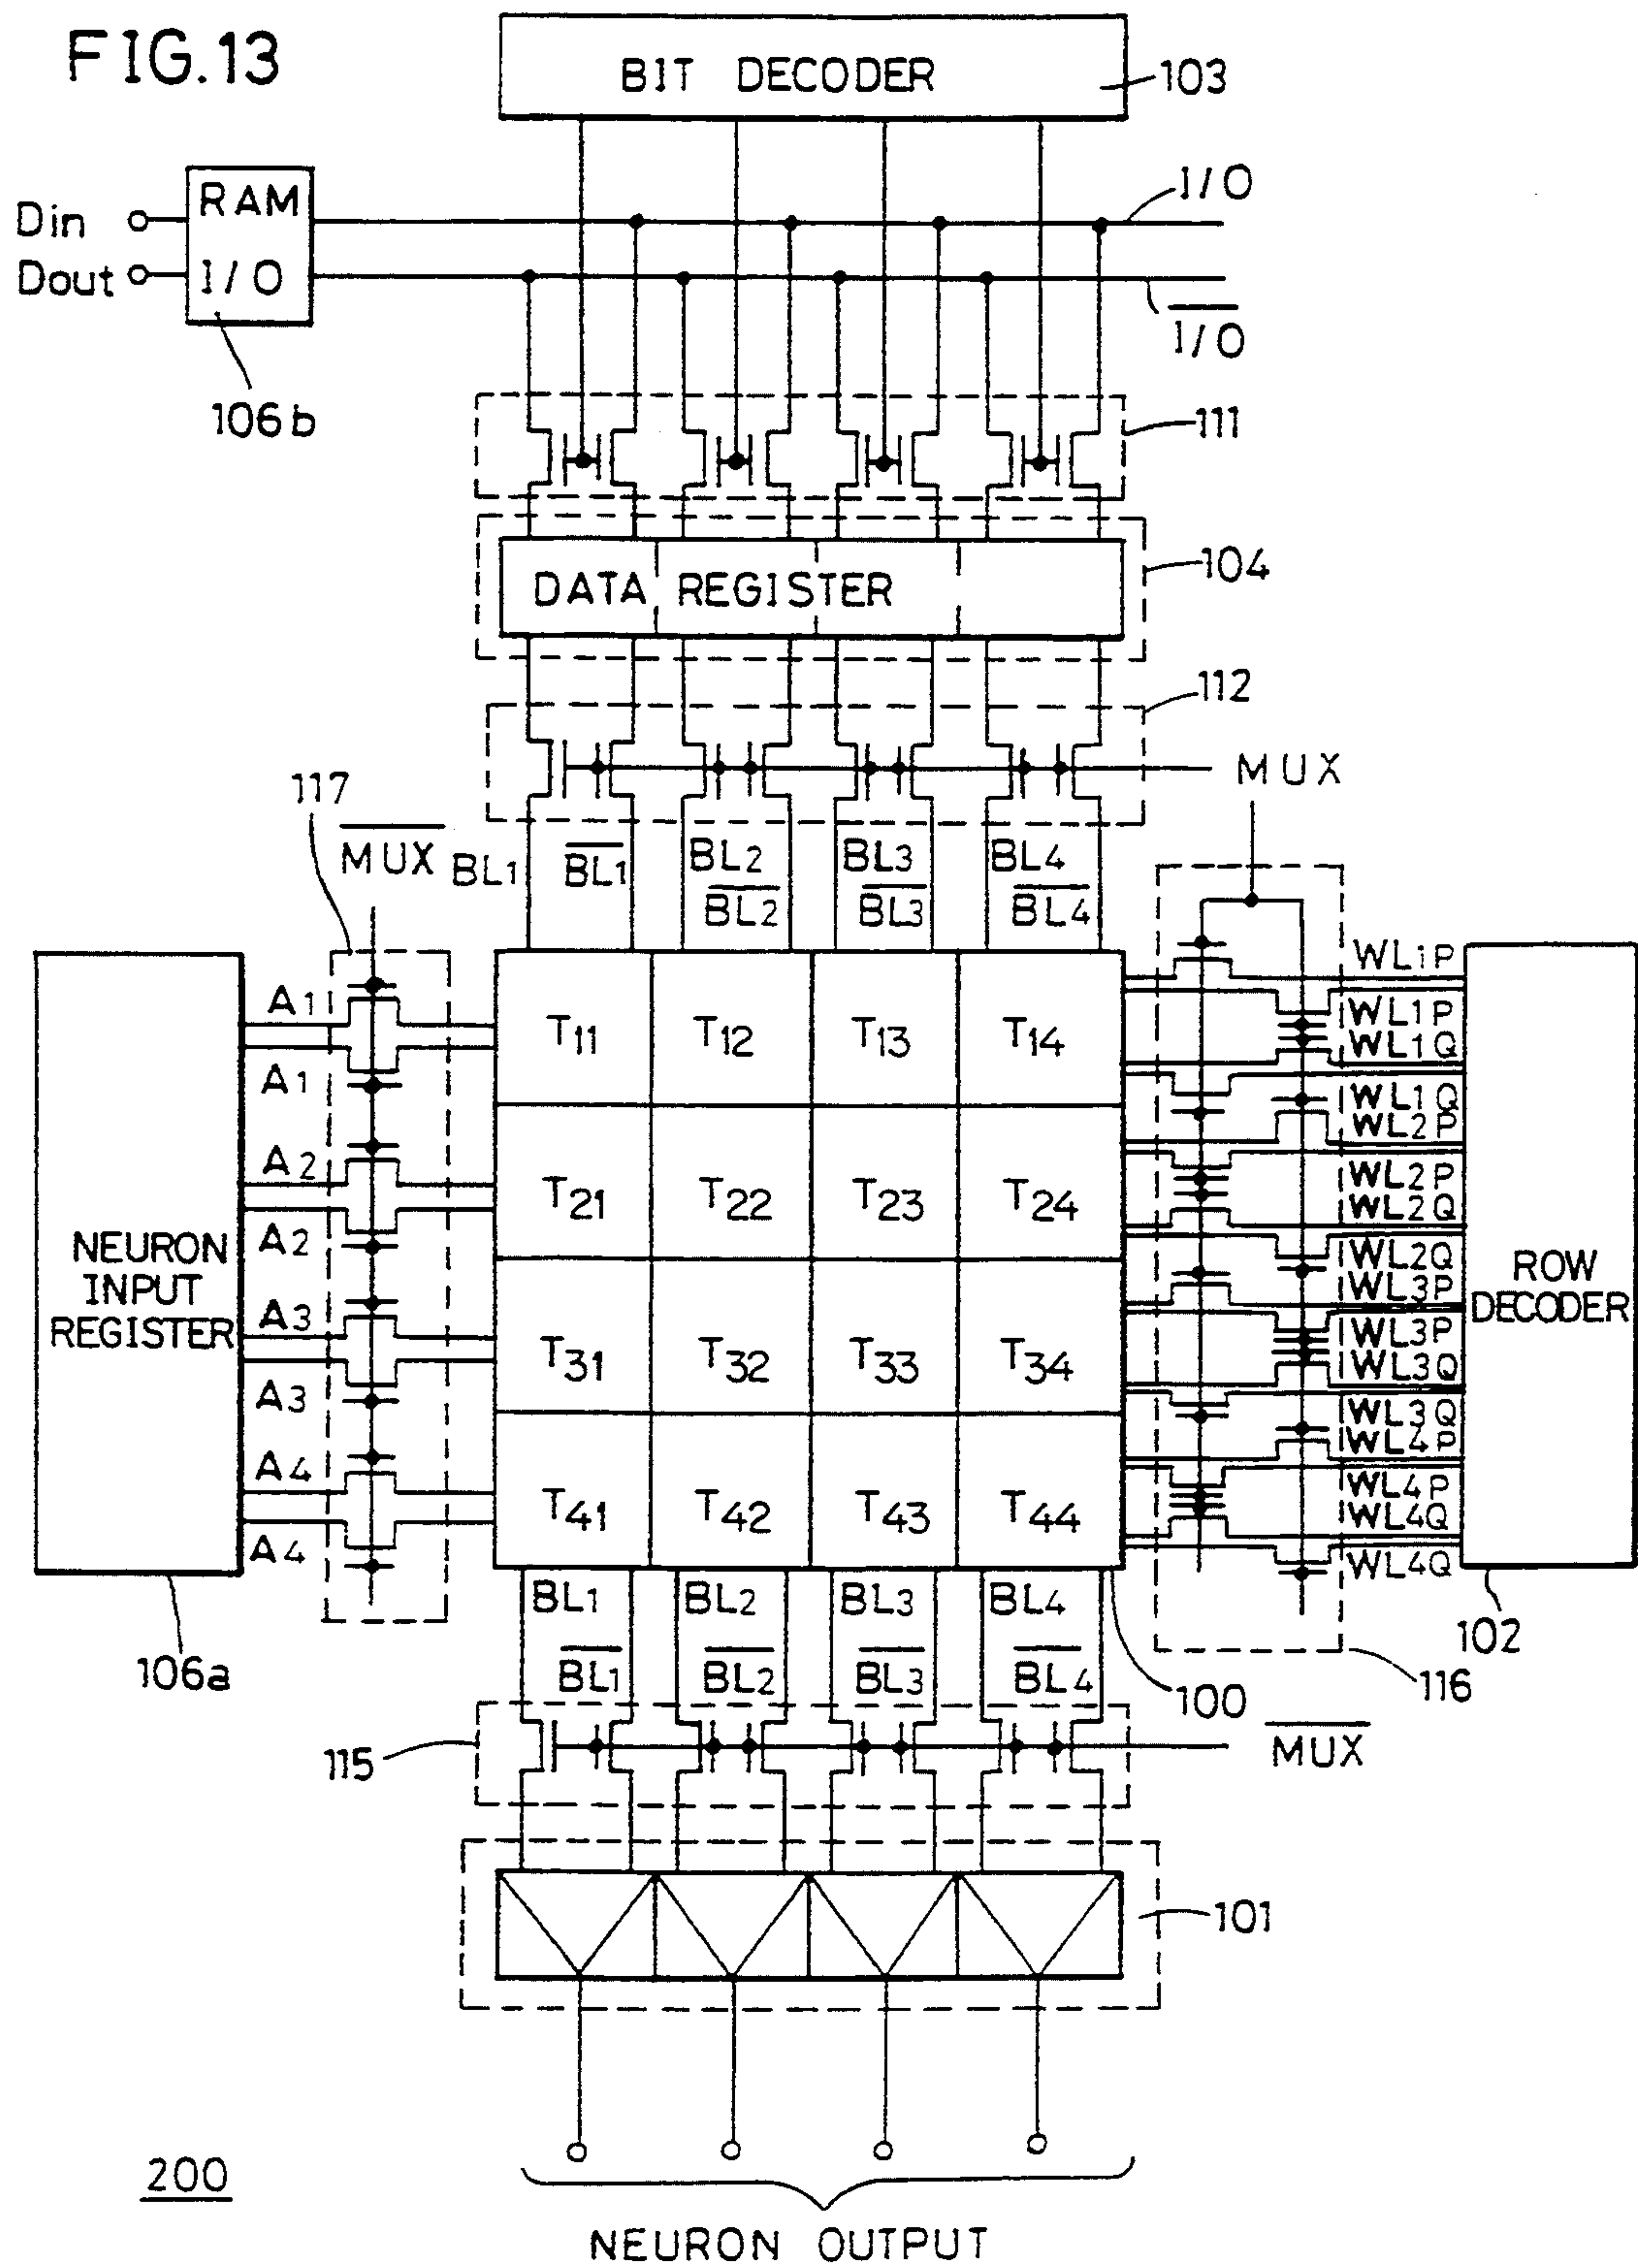 FIG.13
BIT DECODER
103
RAM
I/O
Din
Dout
106b
I/O
I/O
111
DATA REGISTER
104
112
MUX
117
MUX
BL1
BL1
BL2
BL2
BL3
BL3
BL4
BL4
NEURON
INPUT
REGISTER
106a
A1
A1
A2
A2
A3
A3
A4
A4
T11
T12
T13
T14
T21
T22
T23
T24
T31
T32
T33
T34
T41
T42
T43
T44
WL1P
WL1P
WL1Q
WL1Q
WL2P
WL2P
WL2Q
WL2Q
WL3P
WL3P
WL3Q
WL3Q
WL4P
WL4P
WL4Q
WL4Q
ROW
DECODER
102
116
100
BL1
BL1
BL2
BL2
BL3
BL3
BL4
BL4
115
MUX
101
200
NEURON OUTPUT